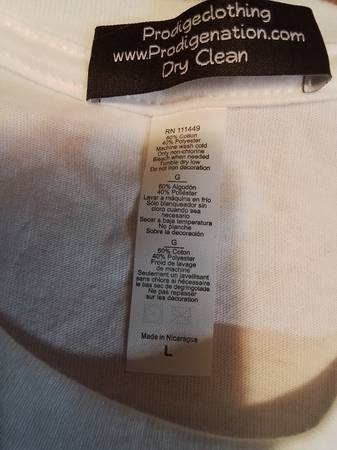 Prodigeclothing
www.Prodigenation.com
Dry Clean
RN 111449
60% Cotton
40% Polyester
Machine wash cold
Only non-chlorine
Bleach when needed
Tumble dry low
Do not iron decoration
G
60% Algodón
40% Poliéster
Lavar a máquina en frío
Sólo blanqueador sin
cloro cuando sea
necesario
Secar a baja temperatura
No planche
Sobre la decoración
G
60% Coton
40% Polyester
Froid de lavage
de machine
Seulement un javellisant
sans chlore si nécessaire
le bas sec de degringolade
Ne pas repasser
sur les décoration
Made in Nicaragua
L